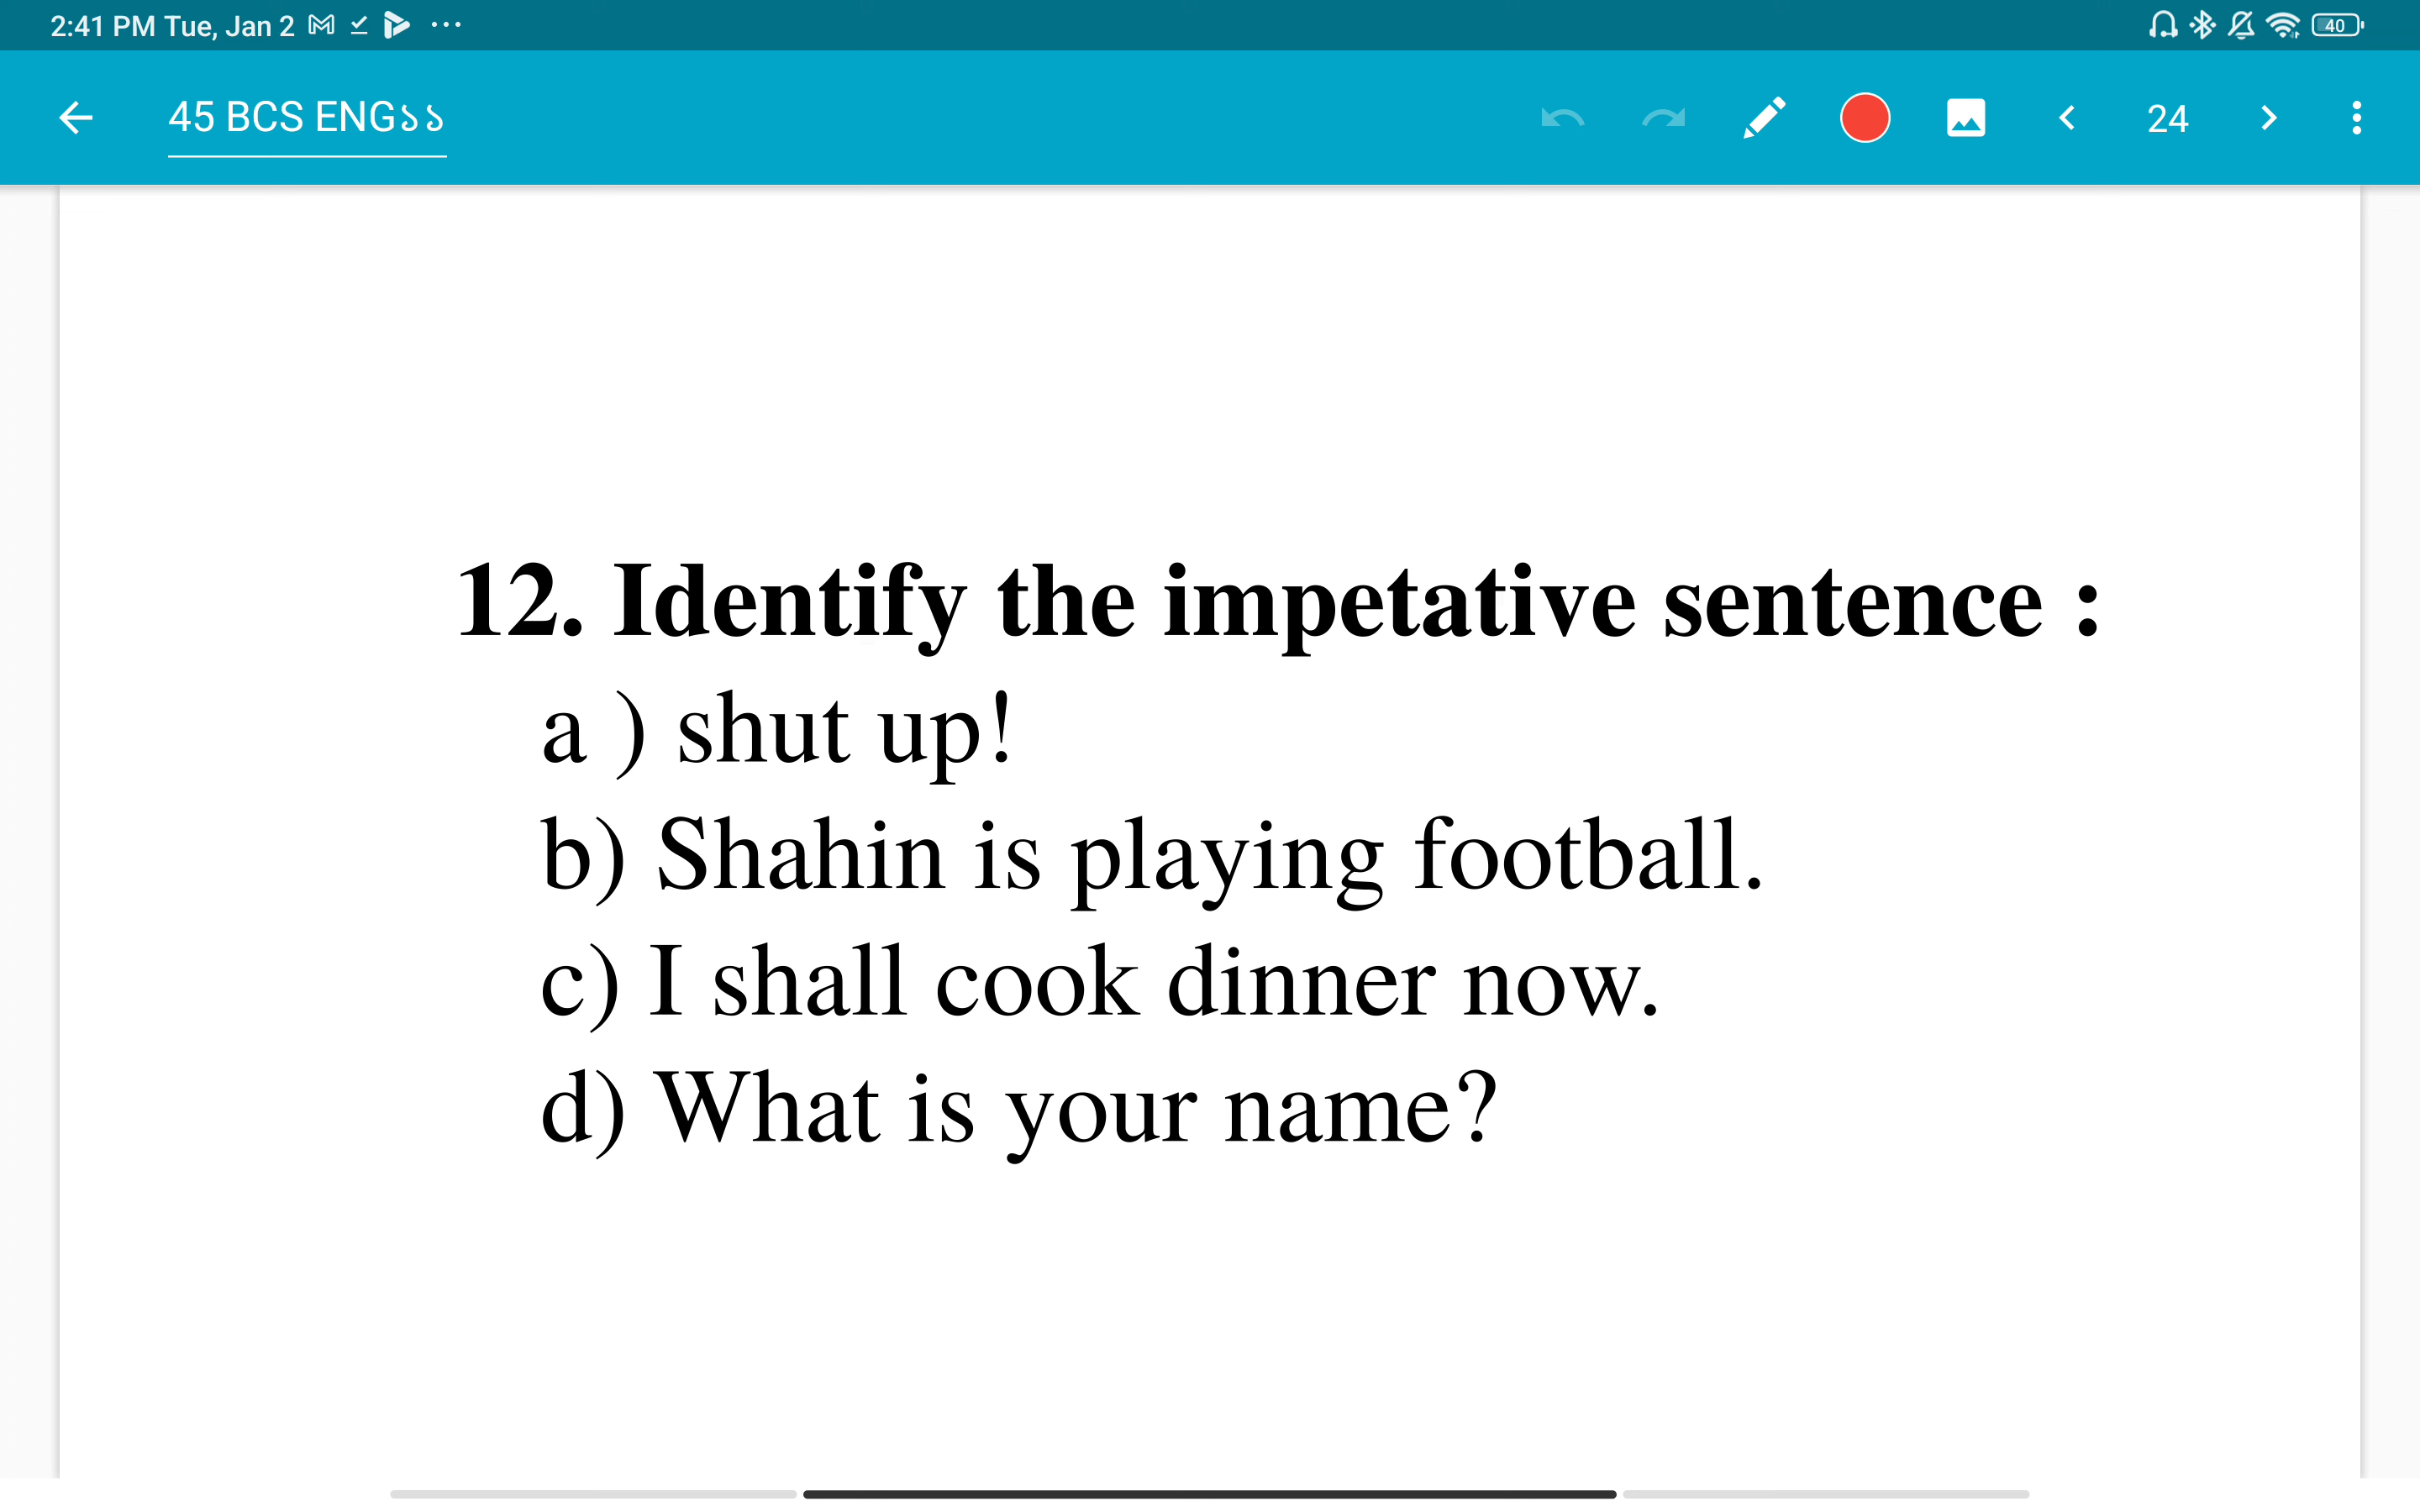 2:41 PM Tue, Jan 2
40
45 BCS ENG১১
24
12. Identify the impetative sentence :
a ) shut up!
b) Shahin is playing football.
c) I shall cook dinner now.
d) What is your name?